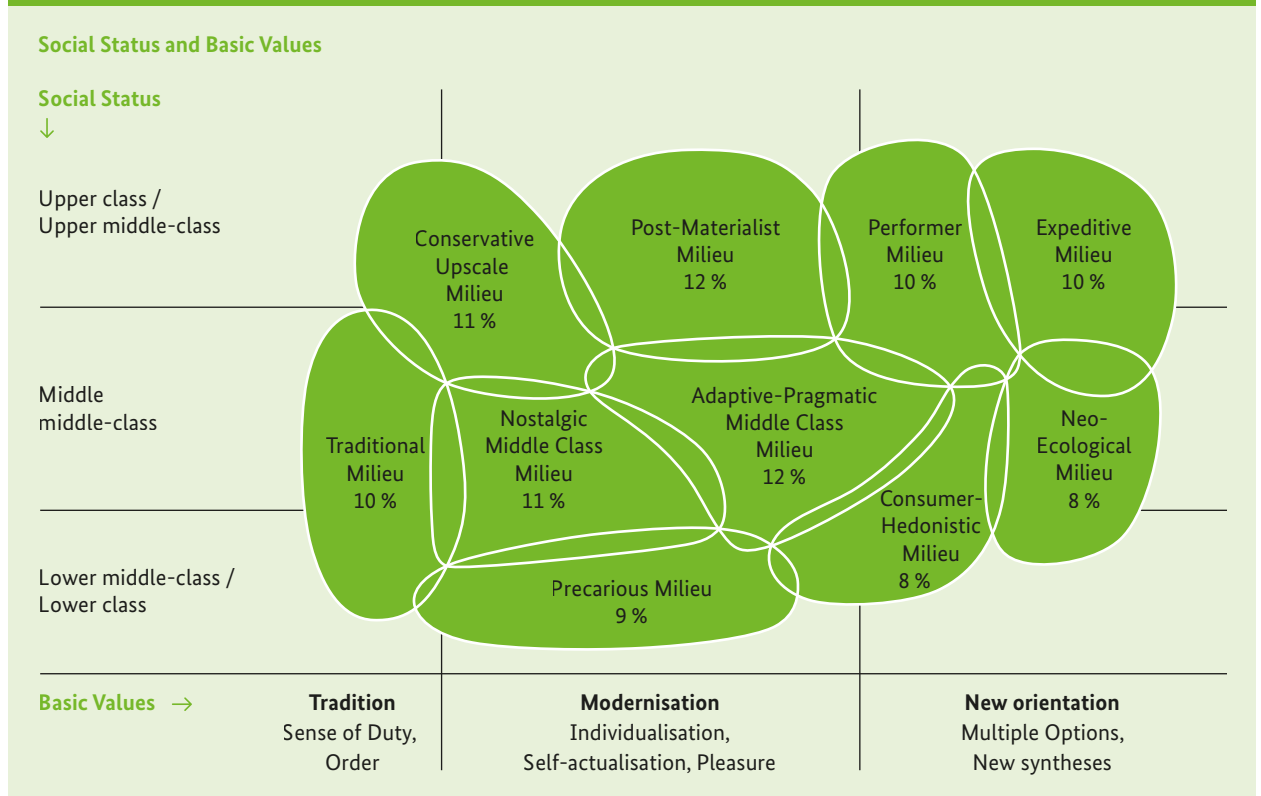 Social Status and Basic Values
Social Status
↓
Upper class /
Upper middle-class
Middle
middle-class
Lower middle-class /
Lower class
Conservative
Upscale
Milieu
11 %
Post-Materialist
Milieu
12 %
Performer
Milieu
10 %
Expeditive
Milieu
10 %
Traditional
Milieu
10 %
Nostalgic
Middle Class
Milieu
11 %
Adaptive-Pragmatic
Middle Class
Milieu
12 %
Neo-
Ecological
Milieu
8 %
Consumer-
Hedonistic
Milieu
8 %
Precarious Milieu
9 %
Basic Values →
Tradition
Sense of Duty,
Order
Modernisation
Individualisation,
Self-actualisation, Pleasure
New orientation
Multiple Options,
New syntheses